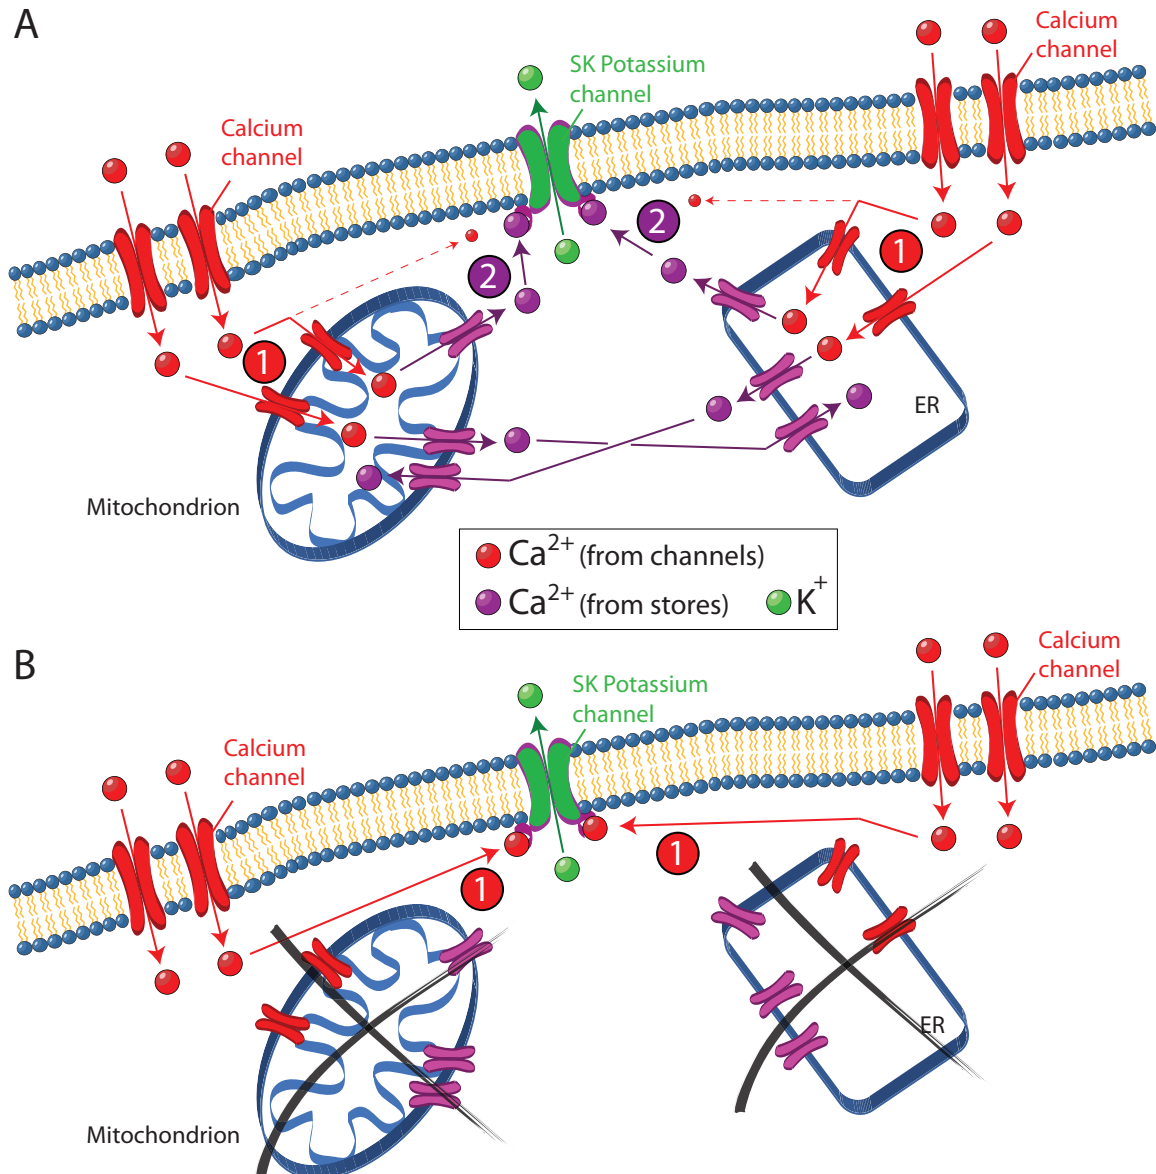 A
Calcium
channel
SK Potassium
channel
Calcium
channel
2
1
2
1
ER
Mitochondrion
Ca2+ (from channels)
Ca2+ (from stores)
K+
B
Calcium
channel
SK Potassium
channel
Calcium
channel
1
1
ER
Mitochondrion